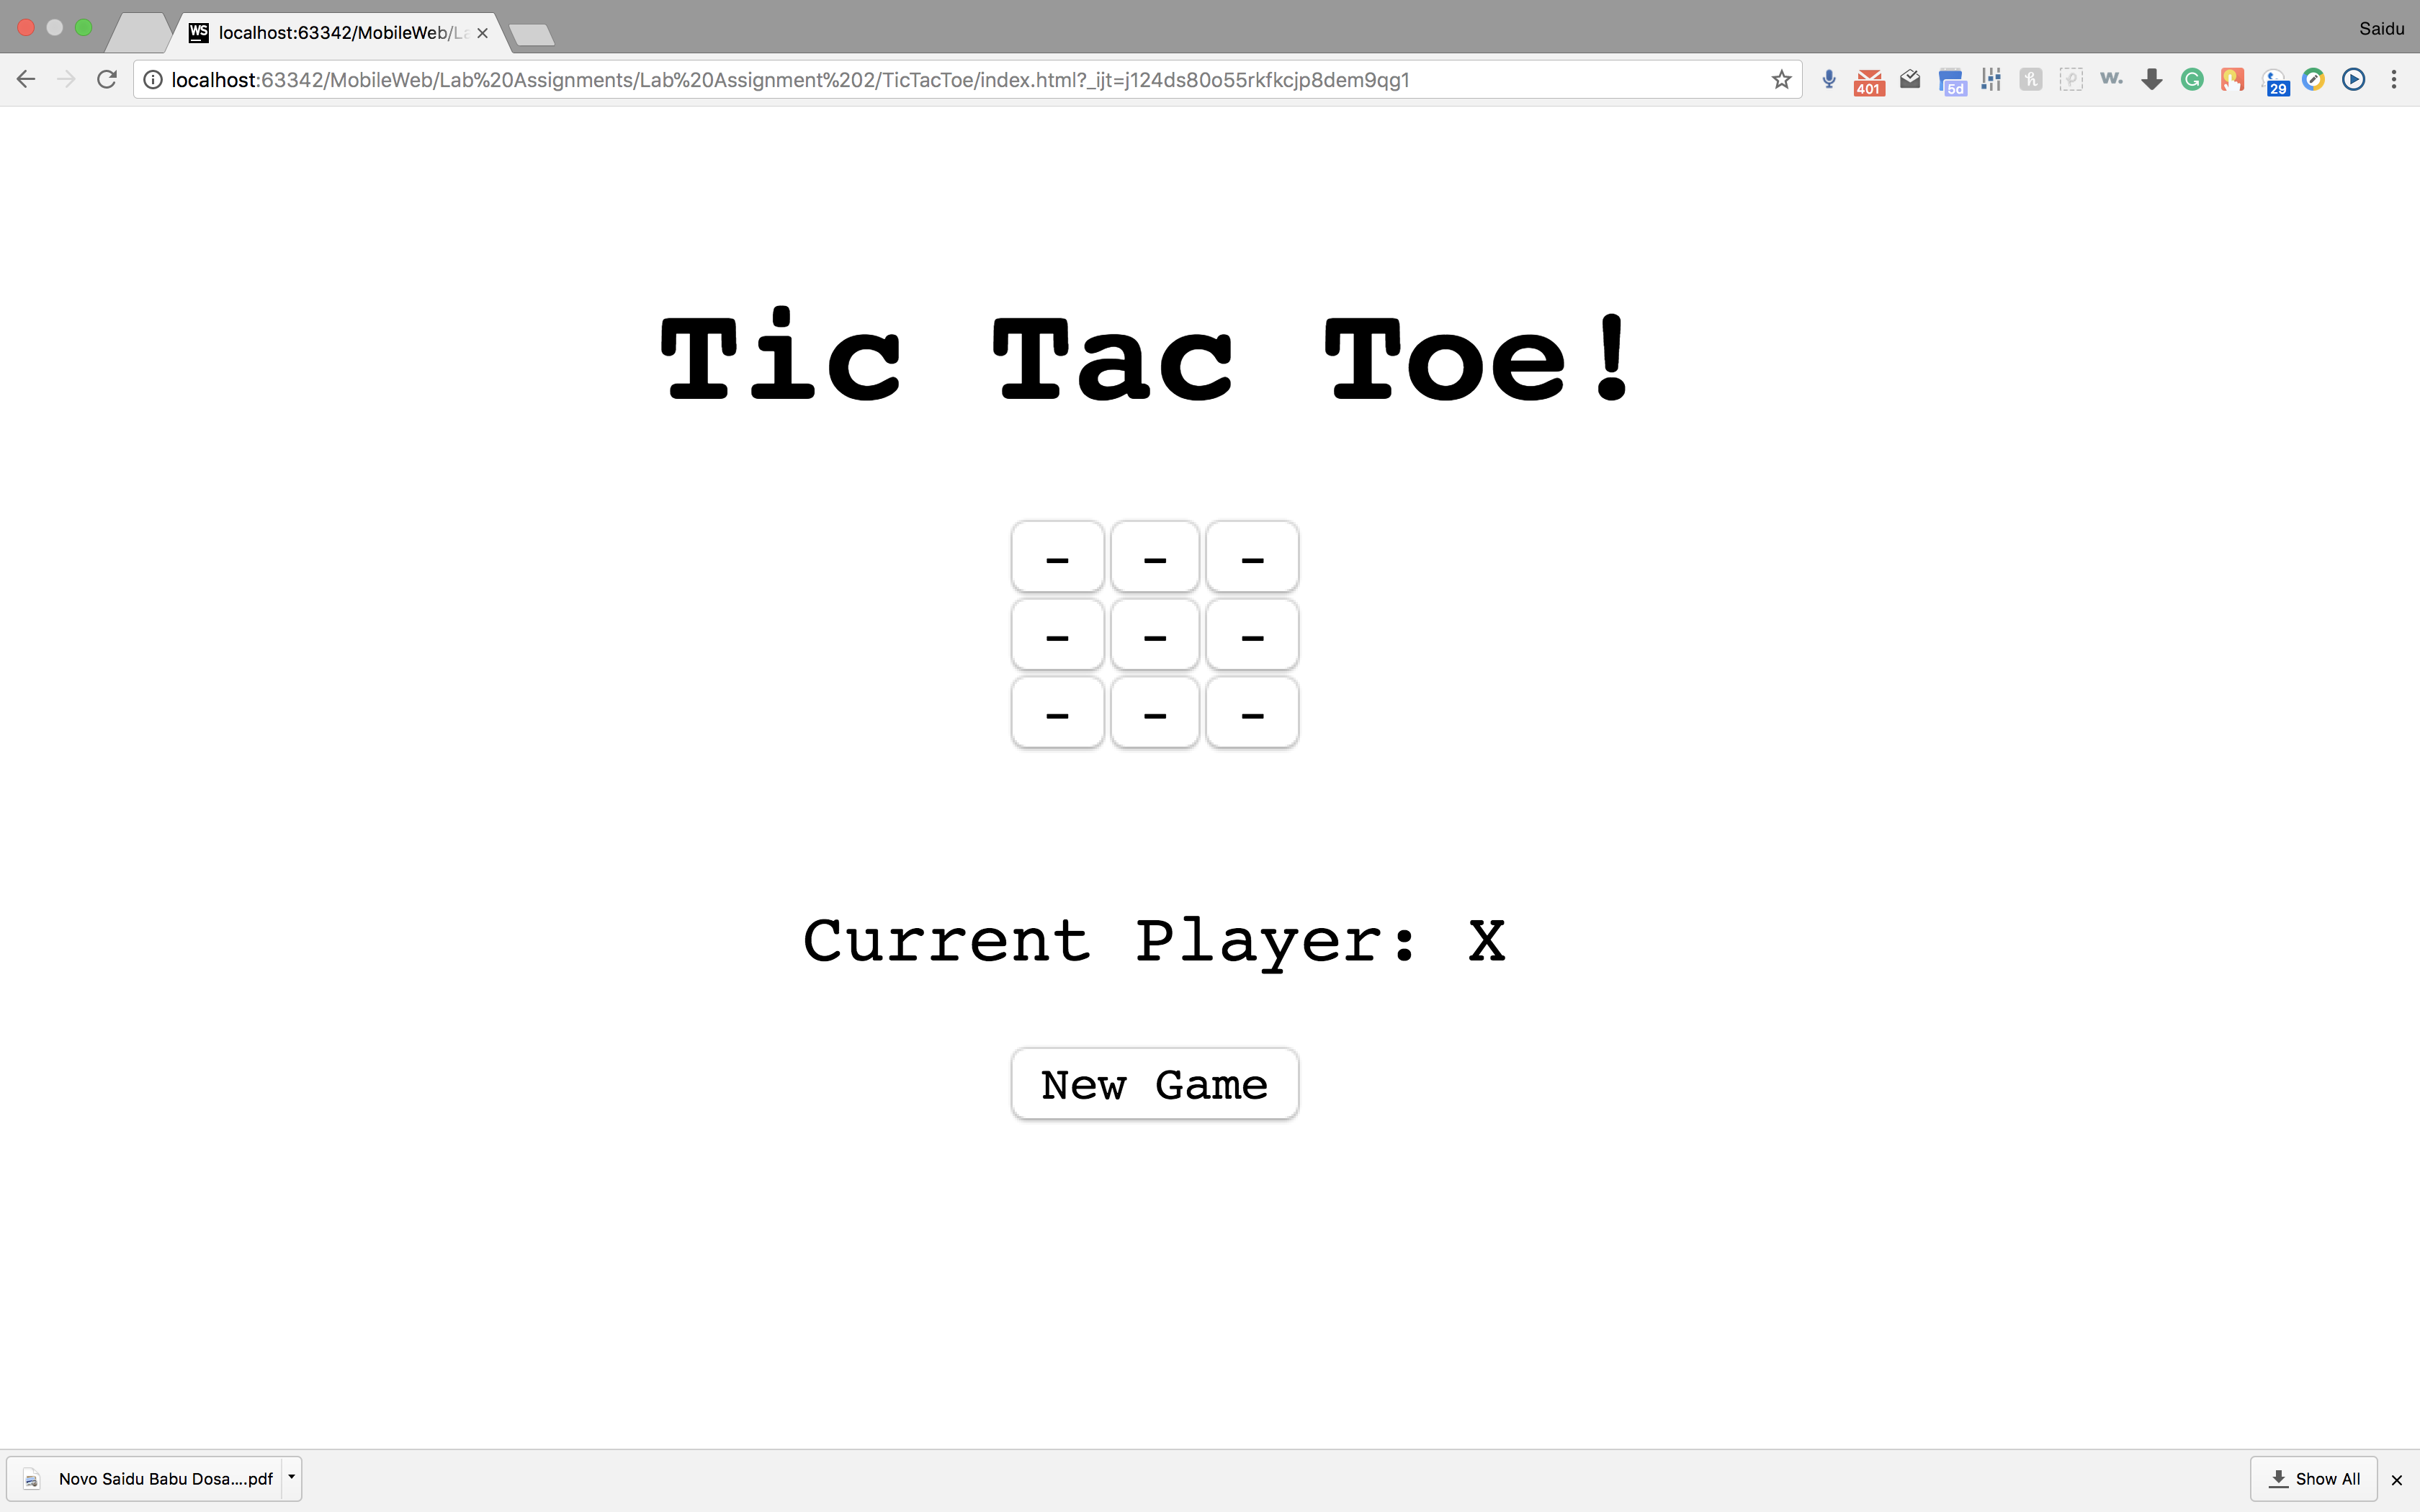 WS localhost:63342/MobileWeb/La
Saidu
localhost:63342/MobileWeb/Lab%20Assignments/Lab%20Assignment%202/TicTacToe/index.html?_ijt=j124ds80o55rkfkcjp8dem9qg1
401 5d h w. G 29
Tic Tac Toe!
- - -
- - -
- - -
Current Player: X
New Game
Novo Saidu Babu Dosa....pdf
Show All